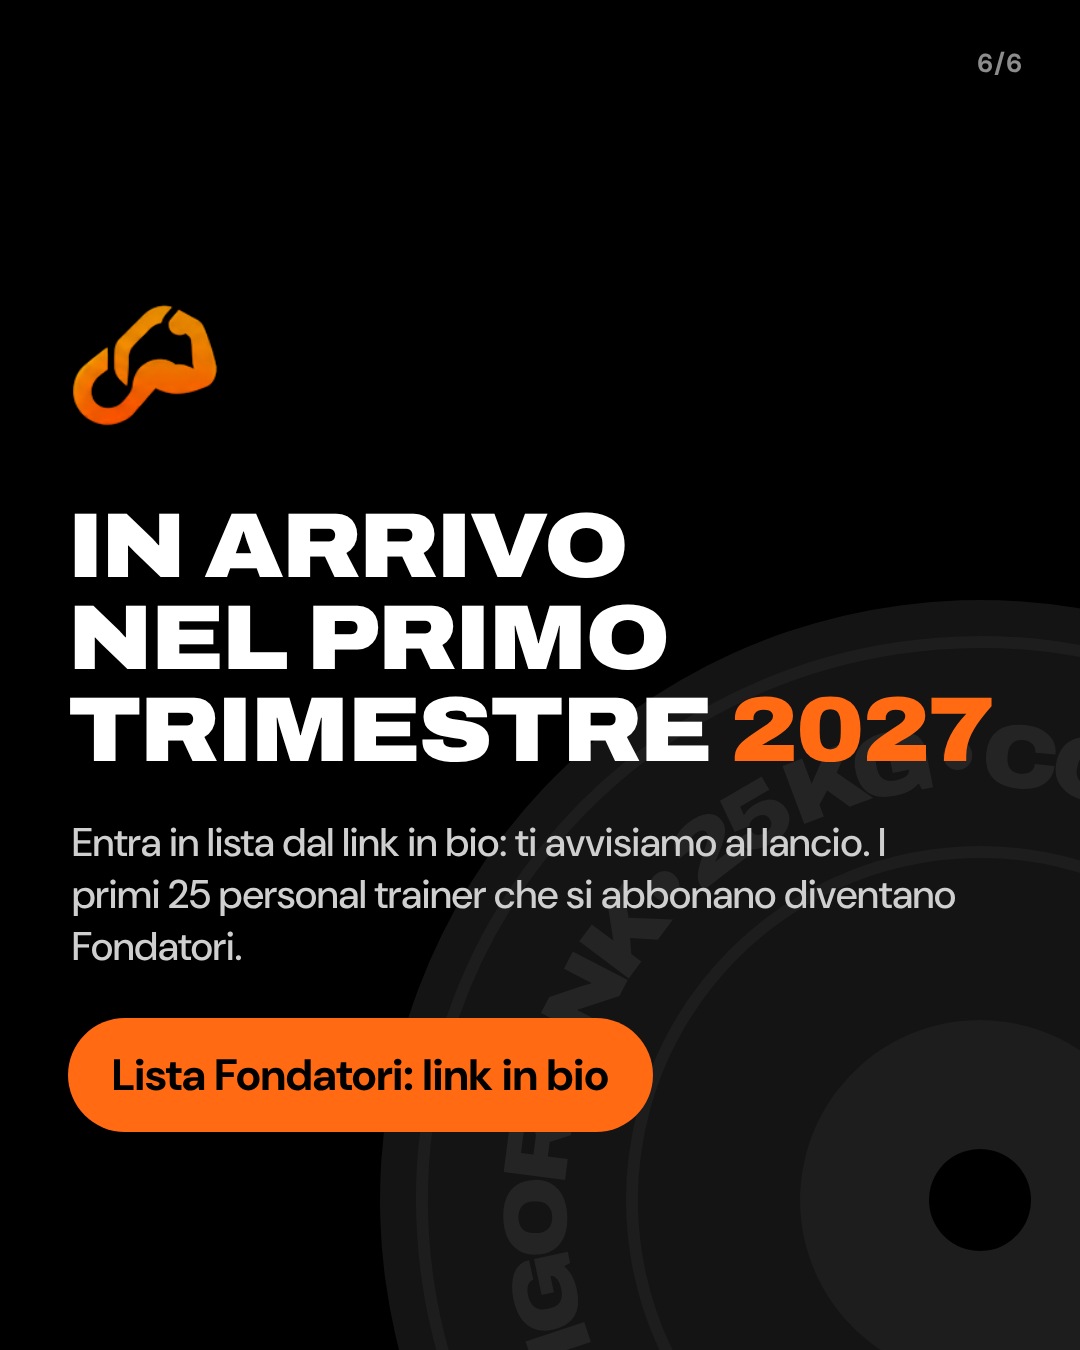 6/6
IN ARRIVO
NEL PRIMO
TRIMESTRE 2027
Entra in lista dal link in bio: ti avvisiamo al lancio. I
primi 25 personal trainer che si abbonano diventano
Fondatori.
Lista Fondatori: link in bio
25KG